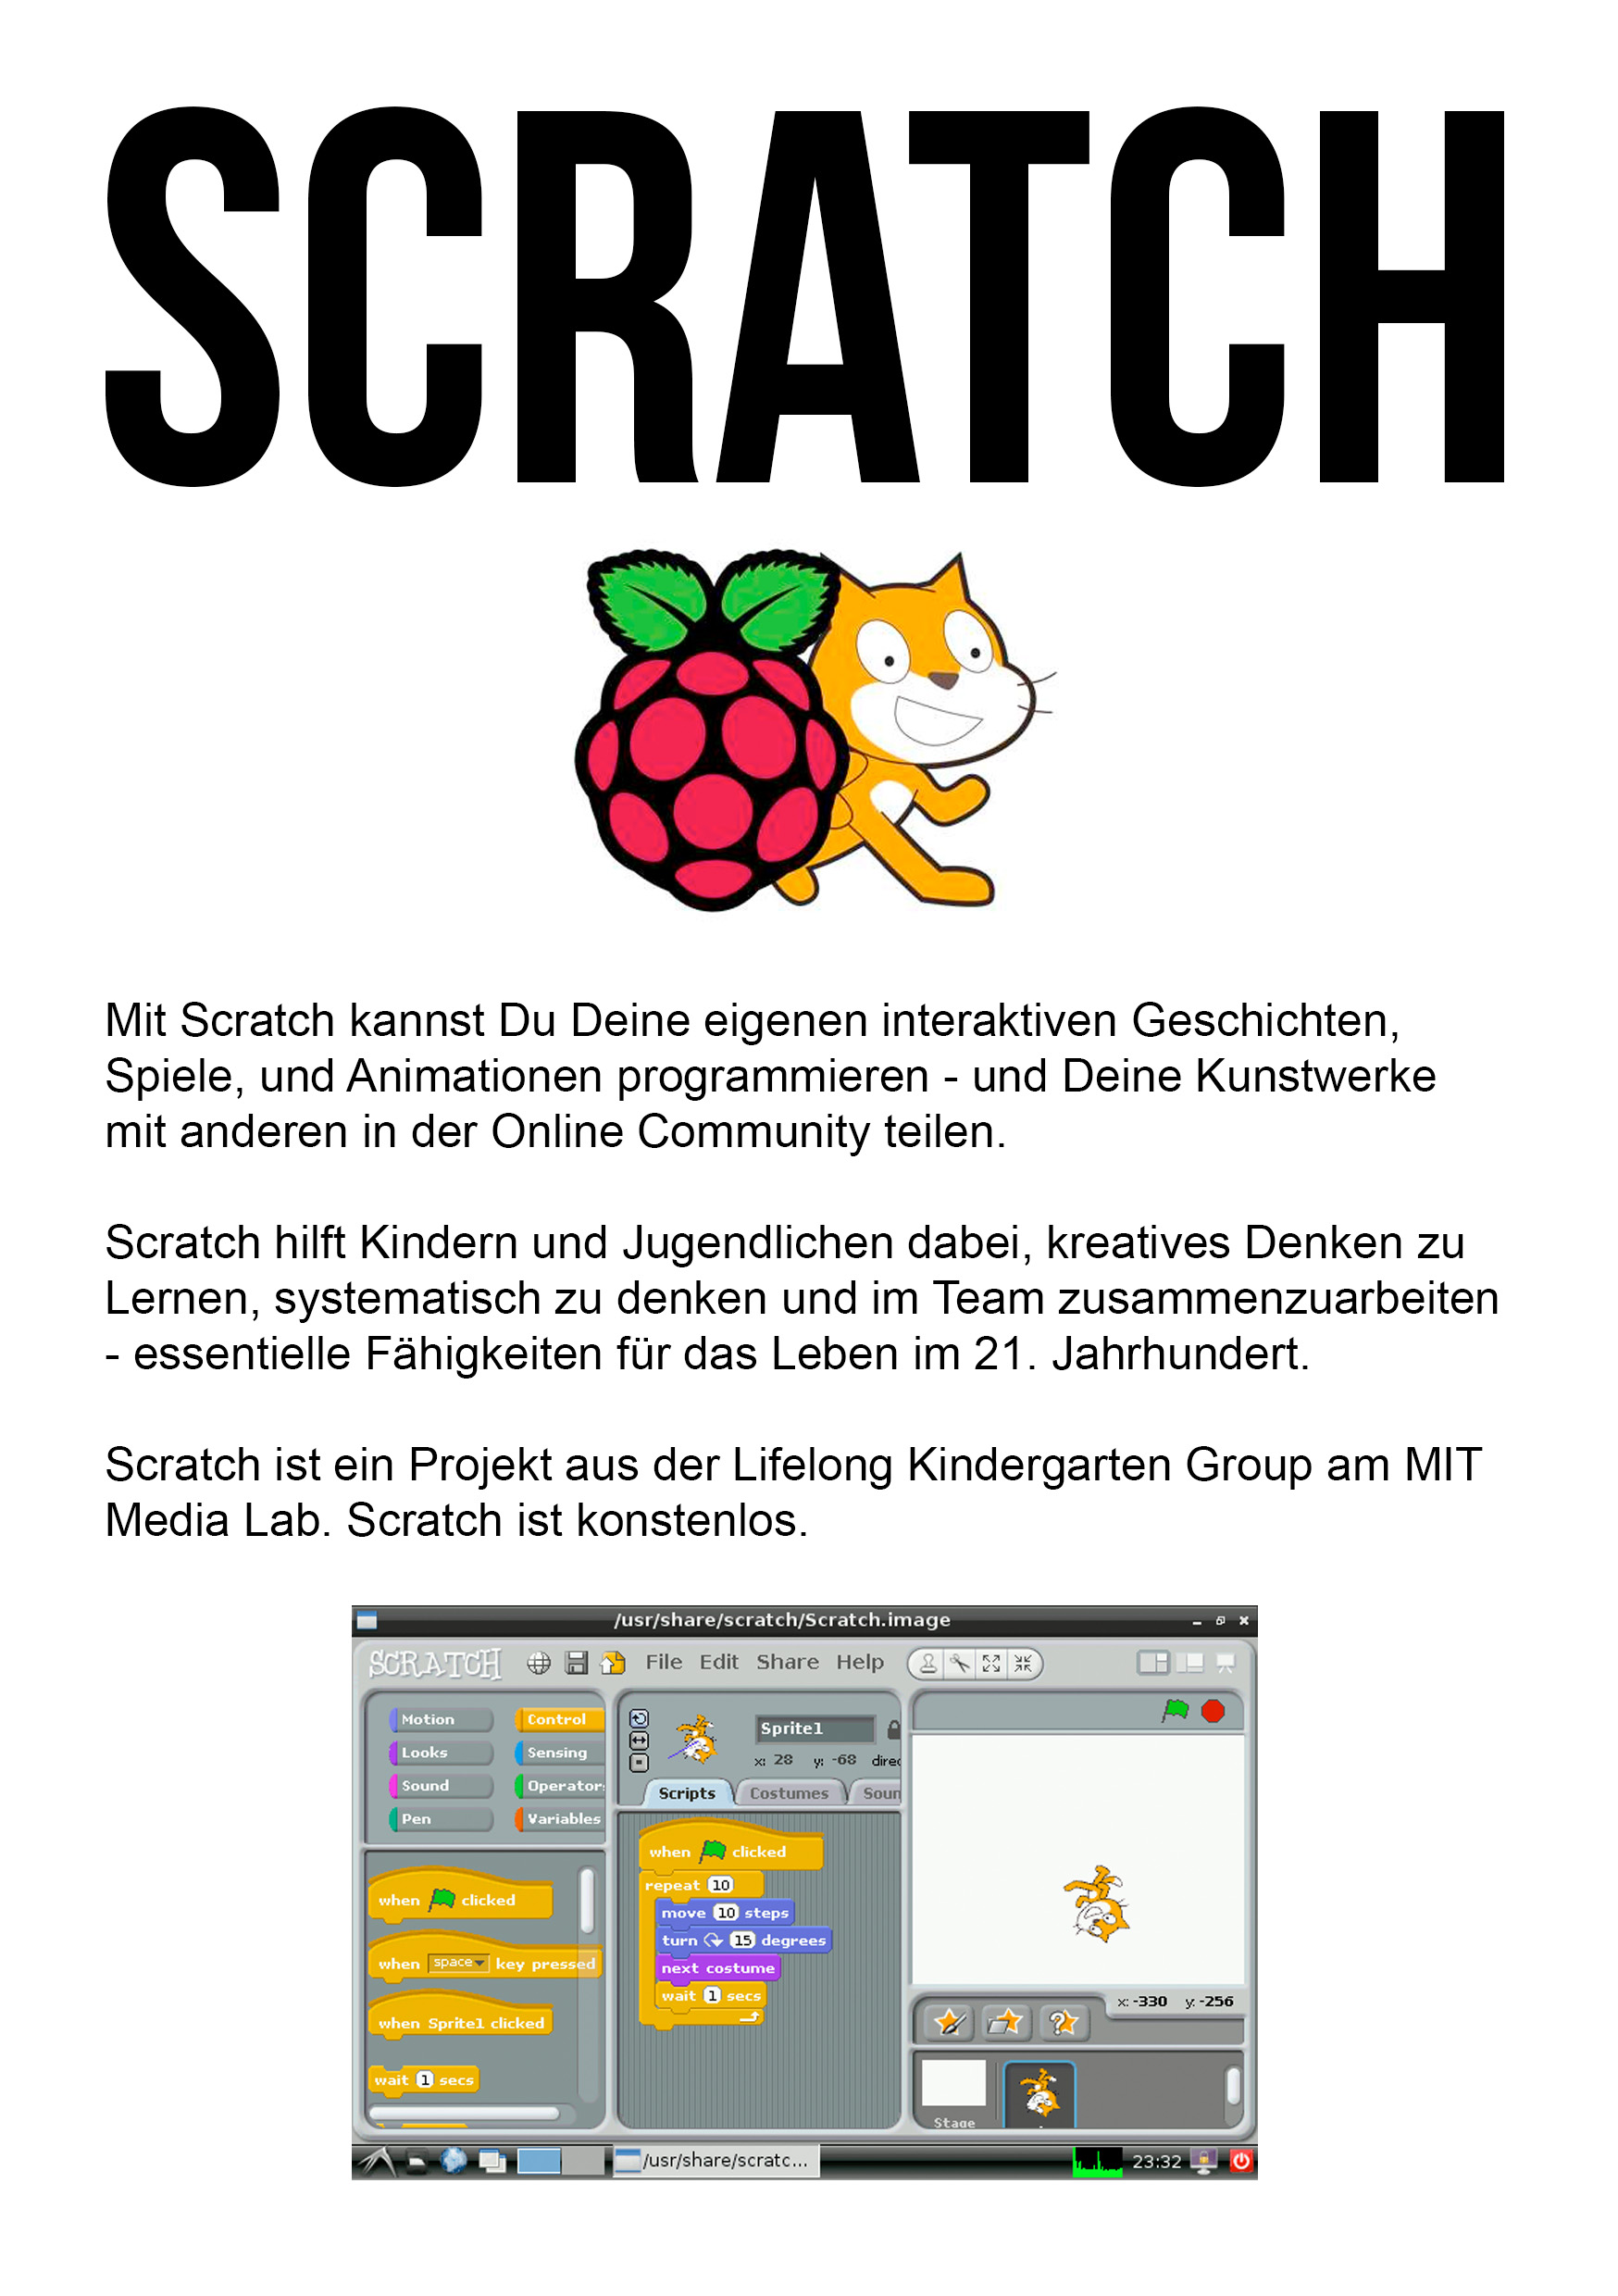 SCRATCH
Mit Scratch kannst Du Deine eigenen interaktiven Geschichten,
Spiele, und Animationen programmieren - und Deine Kunstwerke
mit anderen in der Online Community teilen.
Scratch hilft Kindern und Jugendlichen dabei, kreatives Denken zu
Lernen, systematisch zu denken und im Team zusammenzuarbeiten
- essentielle Fähigkeiten für das Leben im 21. Jahrhundert.
Scratch ist ein Projekt aus der Lifelong Kindergarten Group am MIT
Media Lab. Scratch ist konstenlos.
/usr/share/scratch/Scratch.image
SCRATCH File Edit Share Help
Motion Control
Looks Sensing
Sound Operator
Pen Variables
when clicked
when space key pressed
when Sprite1 clicked
wait 1 secs
Sprite1
x: 28 y: -68 direc
Scripts Costumes Soun
when clicked
repeat 10
move 10 steps
turn 15 degrees
next costume
wait 1 secs
x: -330 y: -256
Stage
/usr/share/scratc... 23:32